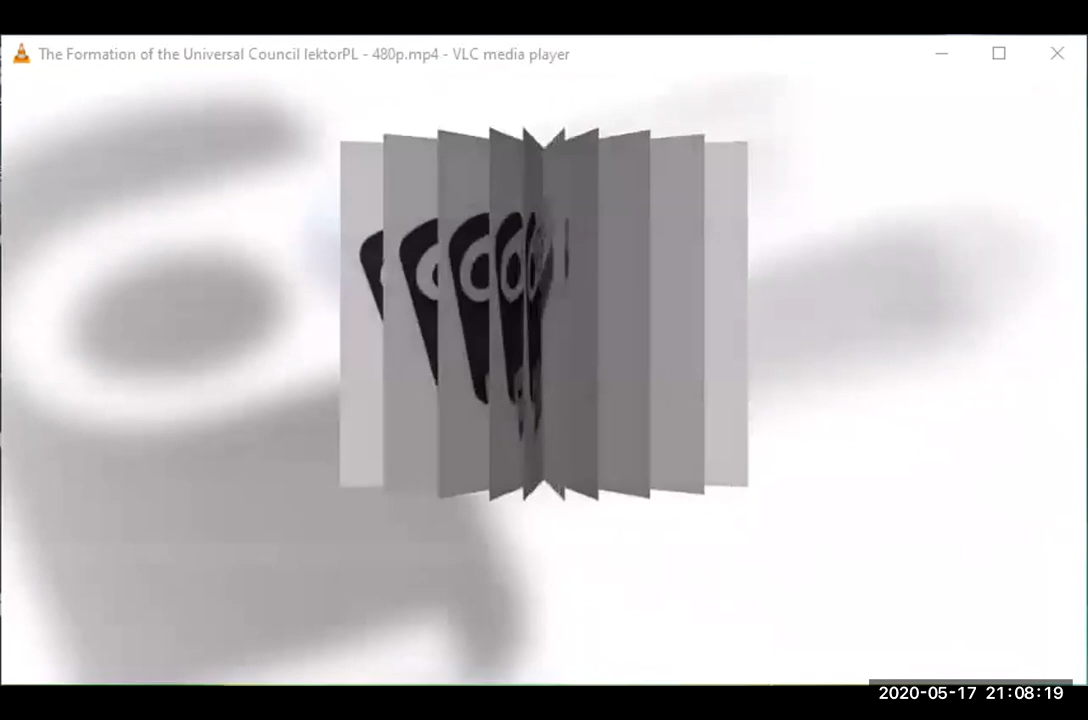 The Formation of the Universal Council lektorPL - 480p.mp4 - VLC media player
2020-05-17 21:08:19